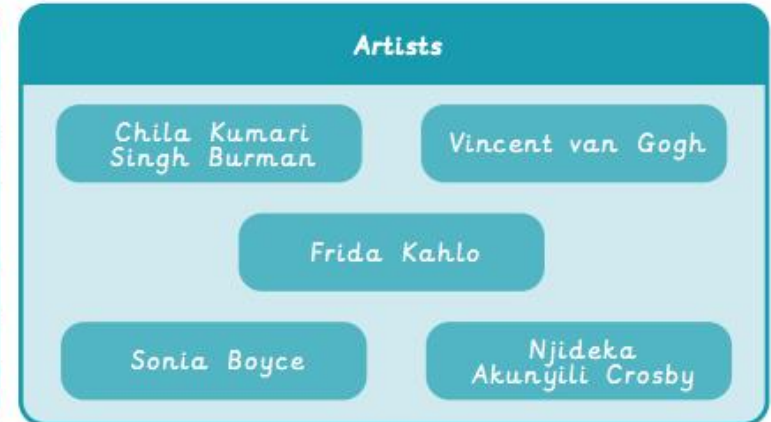 Artists
Chila Kumari
Singh Burman
Vincent van Gogh
Frida Kahlo
Sonia Boyce
Njideka
Akunyili Crosby